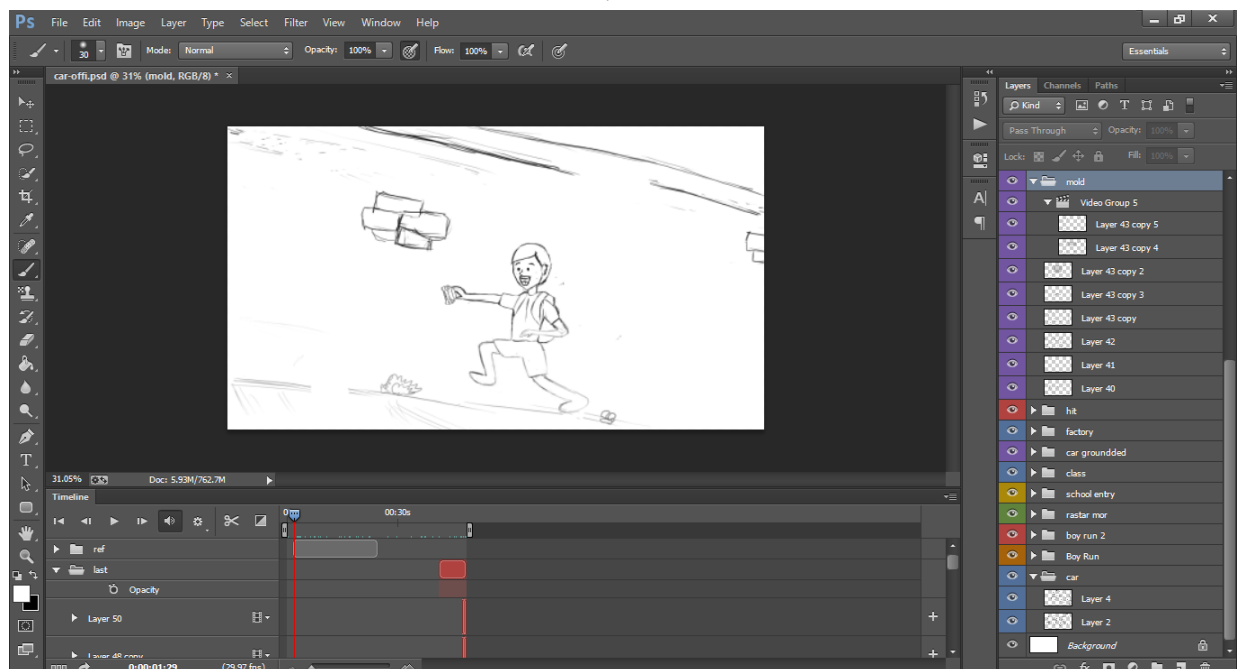 Ps File Edit Image Layer Type Select Filter View Window Help
30 Mode: Normal Opacity: 100% Flow: 100% Essentials
car-offi.psd @ 31% (mold, RGB/8) * ×
Layers Channels Paths
Kind
Pass Through Opacity: 100%
Lock: Fill: 100%
mold
Video Group 5
Layer 43 copy 5
Layer 43 copy 4
Layer 43 copy 2
Layer 43 copy 3
Layer 43 copy
Layer 42
Layer 41
Layer 40
hit
factory
car groundded
class
school entry
rastar mor
boy run 2
Boy Run
car
Layer 4
Layer 2
Background
31.05% Doc: 5.93M/762.7M
Timeline
00:30s
ref
last
Opacity
Layer 50
Layer 48 copy
0:00:01:29 (29.97 fps)